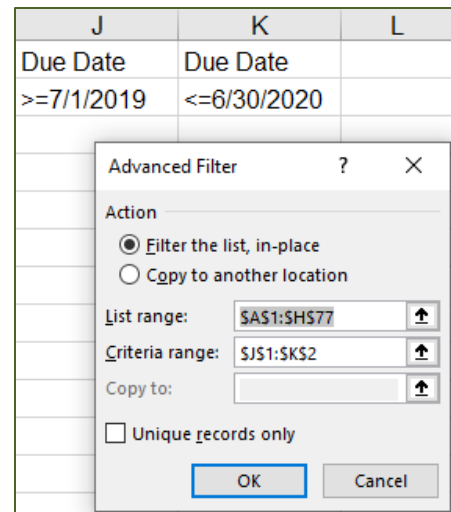 J K L
Due Date Due Date
>=7/1/2019 <=6/30/2020
Advanced Filter ? X
Action
Filter the list, in-place
Copy to another location
List range: $A$1:$H$77
Criteria range: $J$1:$K$2
Copy to:
Unique records only
OK Cancel